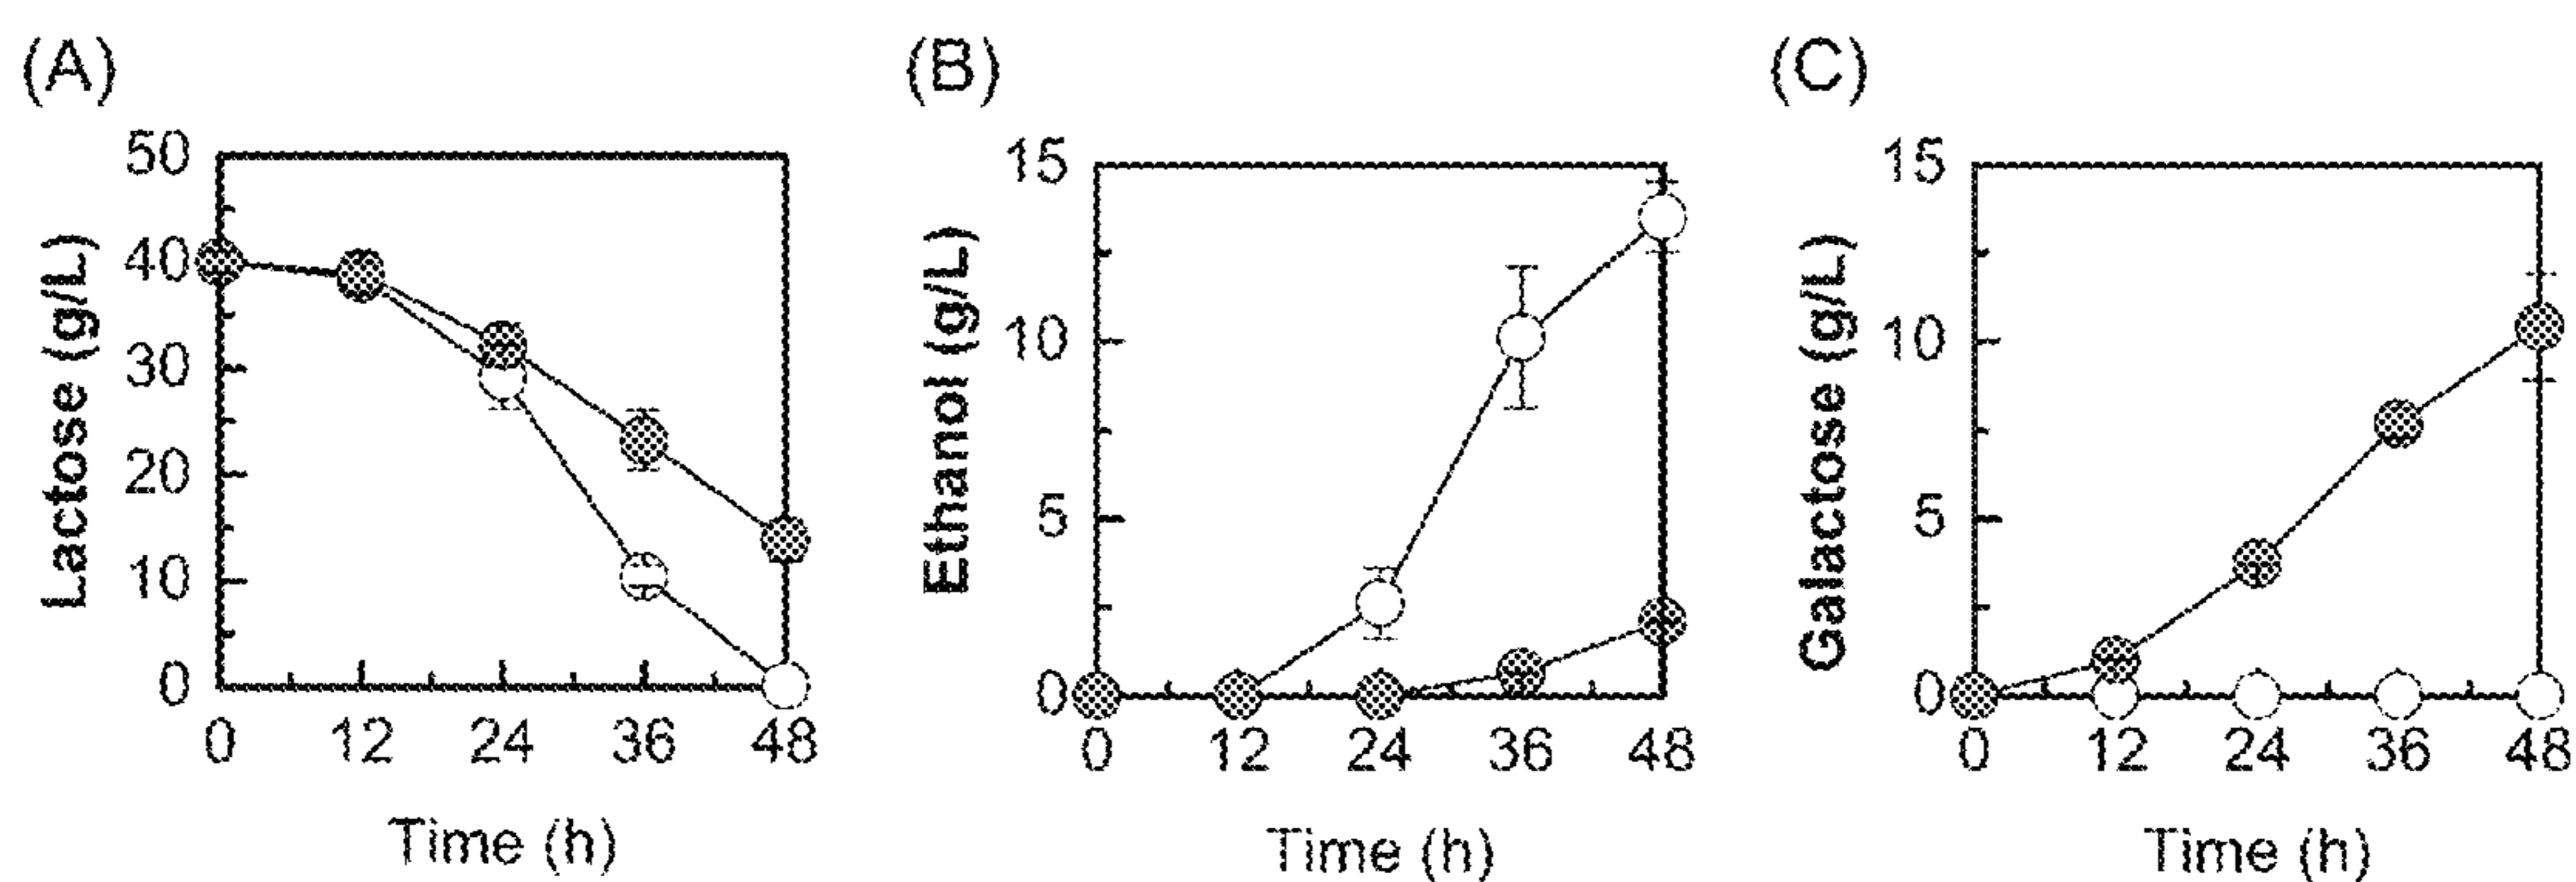 (A)
50
40
30
20
10
0
Lactose (g/L)
0 12 24 36 48
Time (h)
(B)
15
10
5
0
Ethanol (g/L)
0 12 24 36 48
Time (h)
(C)
15
10
5
0
Galactose (g/L)
0 12 24 36 48
Time (h)